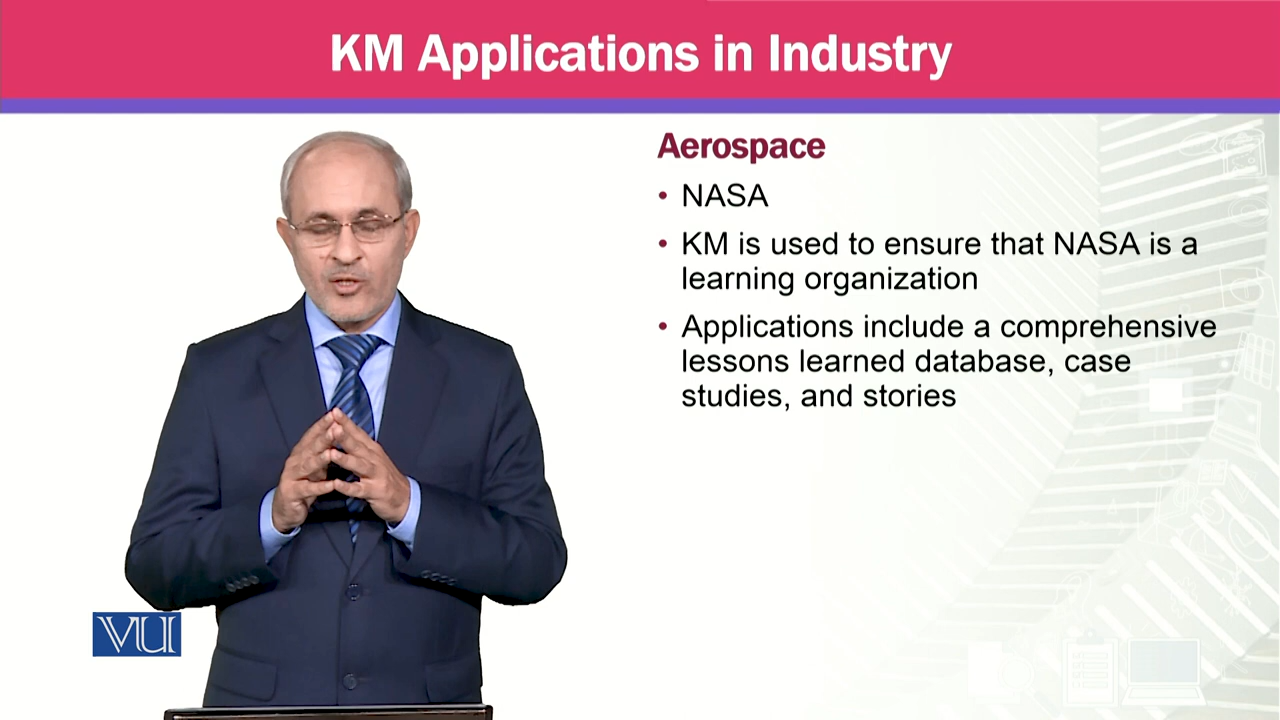 KM Applications in Industry
Aerospace
• NASA
• KM is used to ensure that NASA is a
learning organization
• Applications include a comprehensive
lessons learned database, case
studies, and stories
VU